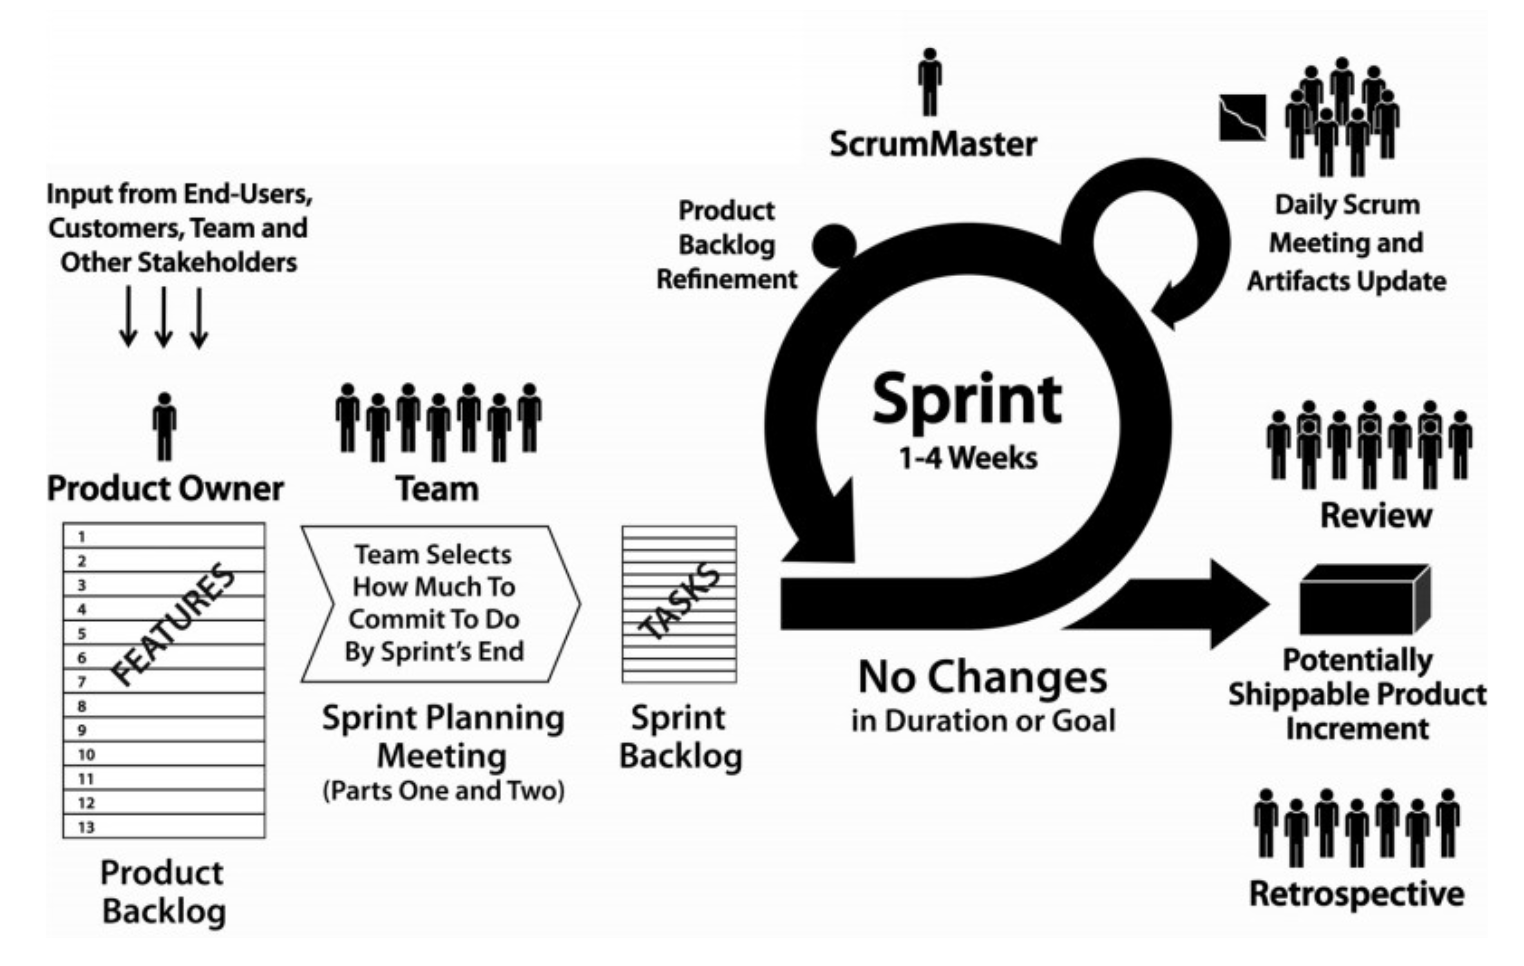 Input from End-Users,
Customers, Team and
Other Stakeholders
Product Owner
1
2
3
4
5
6
7
8
9
10
11
12
13
FEATURES
Product
Backlog
Team
Team Selects
How Much To
Commit To Do
By Sprint's End
Sprint Planning
Meeting
(Parts One and Two)
TASKS
Sprint
Backlog
ScrumMaster
Product
Backlog
Refinement
Sprint
1-4 Weeks
No Changes
in Duration or Goal
Daily Scrum
Meeting and
Artifacts Update
Review
Potentially
Shippable Product
Increment
Retrospective